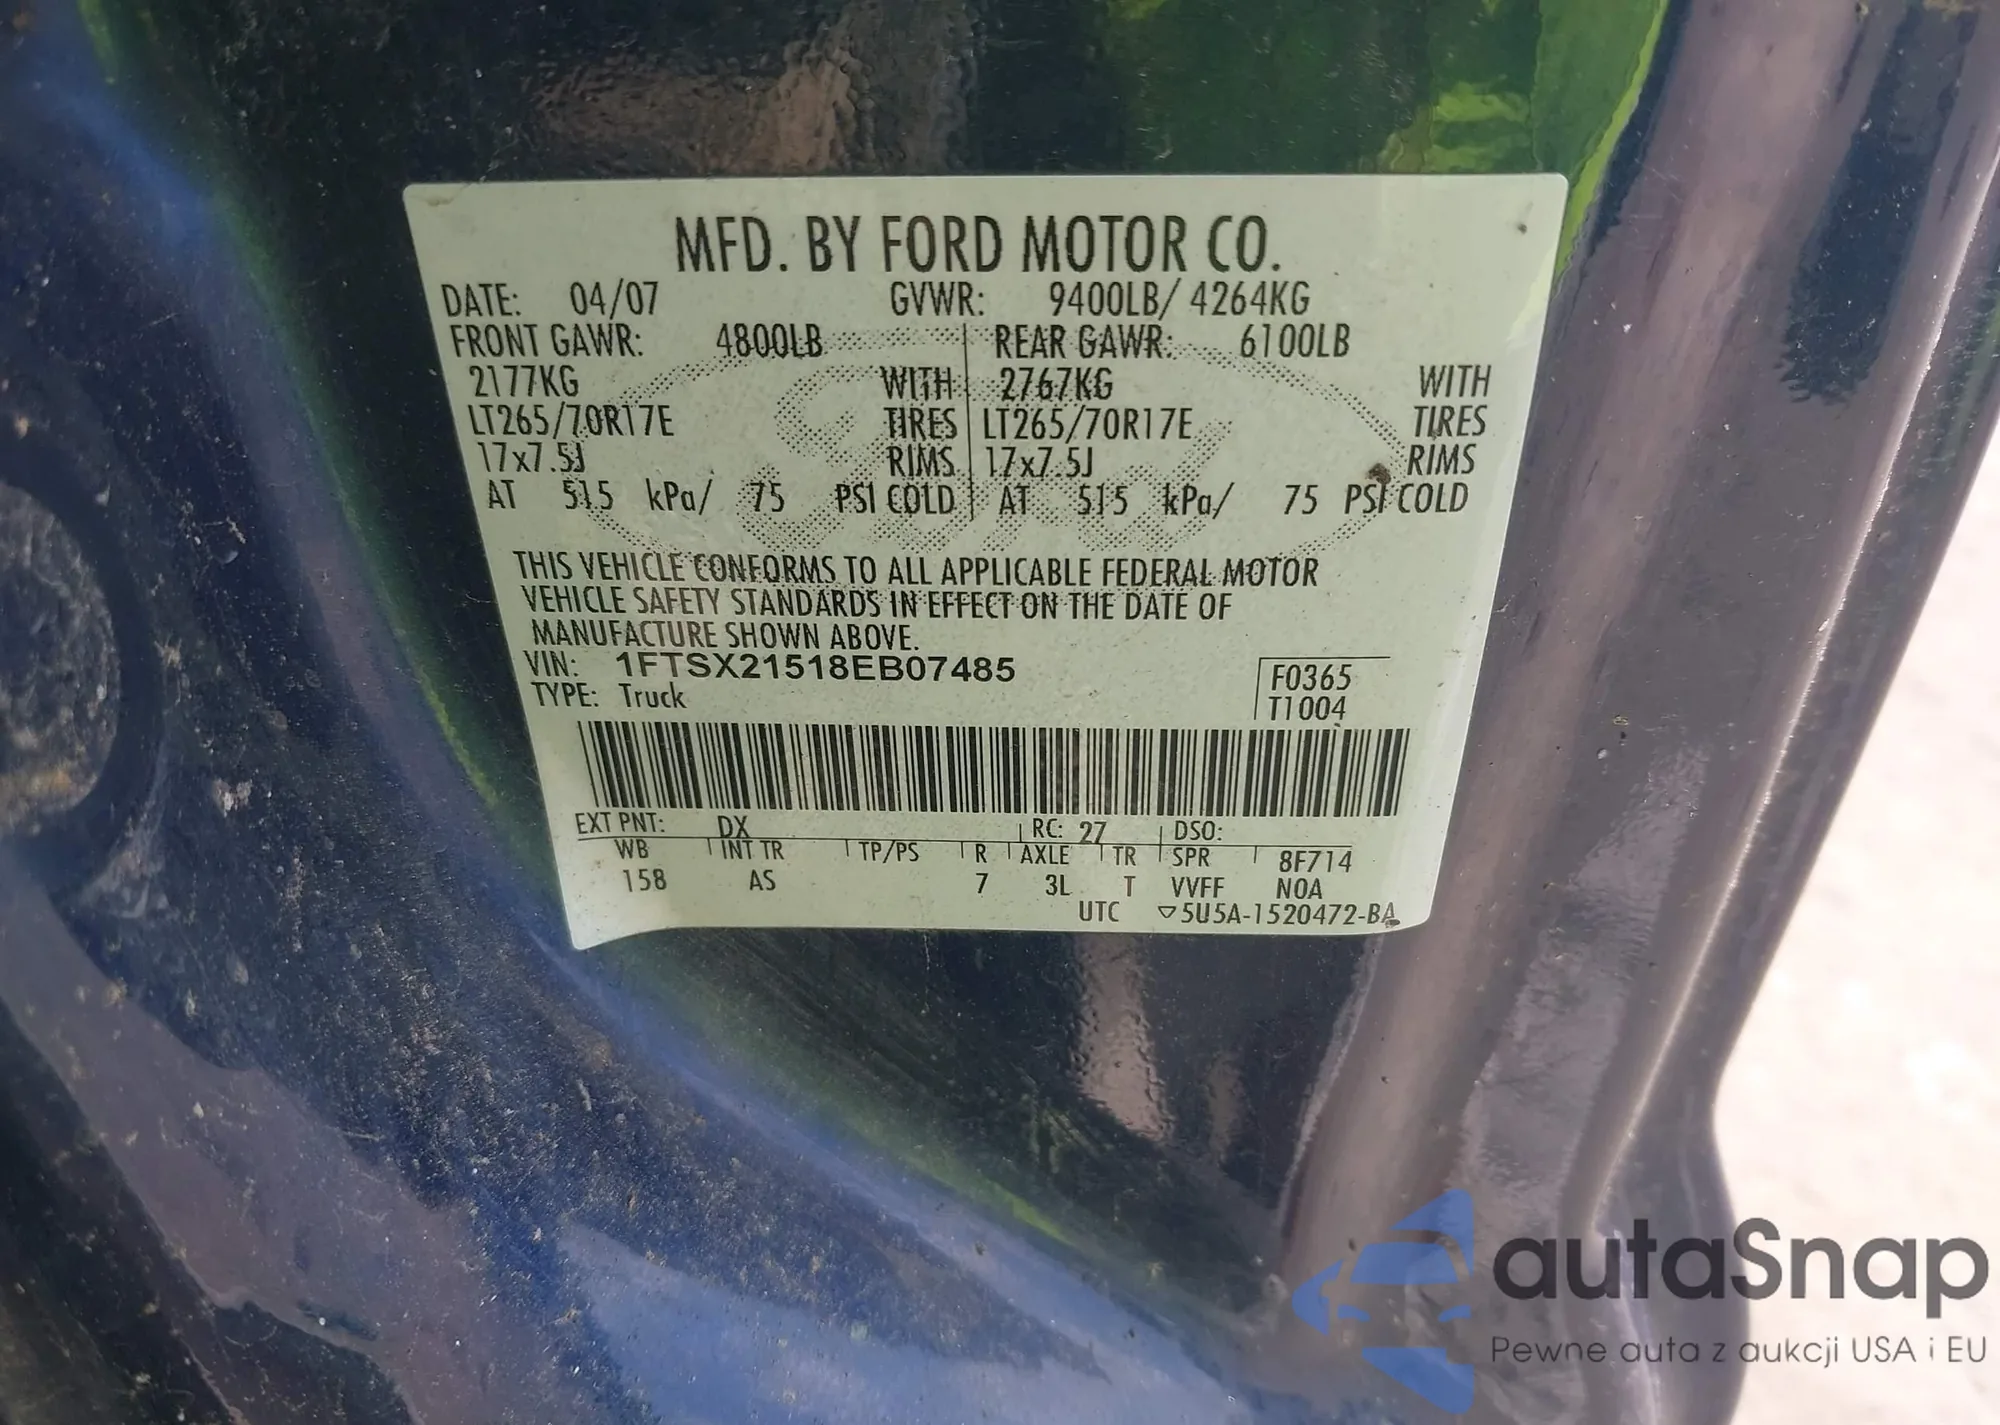 MFD. BY FORD MOTOR CO.
DATE: 04/07 GVWR: 9400LB/ 4264KG
FRONT GAWR: 4800LB REAR GAWR: 6100LB
2177KG WITH 2767KG WITH
LT265/70R17E TIRES LT265/70R17E TIRES
17x7.5J RIMS 17x7.5J RIMS
AT 515 kPa/ 75 PSI COLD AT 515 kPa/ 75 PSI COLD
THIS VEHICLE CONFORMS TO ALL APPLICABLE FEDERAL MOTOR
VEHICLE SAFETY STANDARDS IN EFFECT ON THE DATE OF
MANUFACTURE SHOWN ABOVE.
VIN: 1FTSX21518EB07485
TYPE: Truck
F0365
T1004
EXT PNT: DX RC: 27 DSO:
WB INT TR TP/PS R AXLE TR SPR 8F714
158 AS 7 3L T VVFF NOA
UTC ▽5U5A-1520472-BA
Ford
autaSnap
Pewne auta z aukcji USA i EU